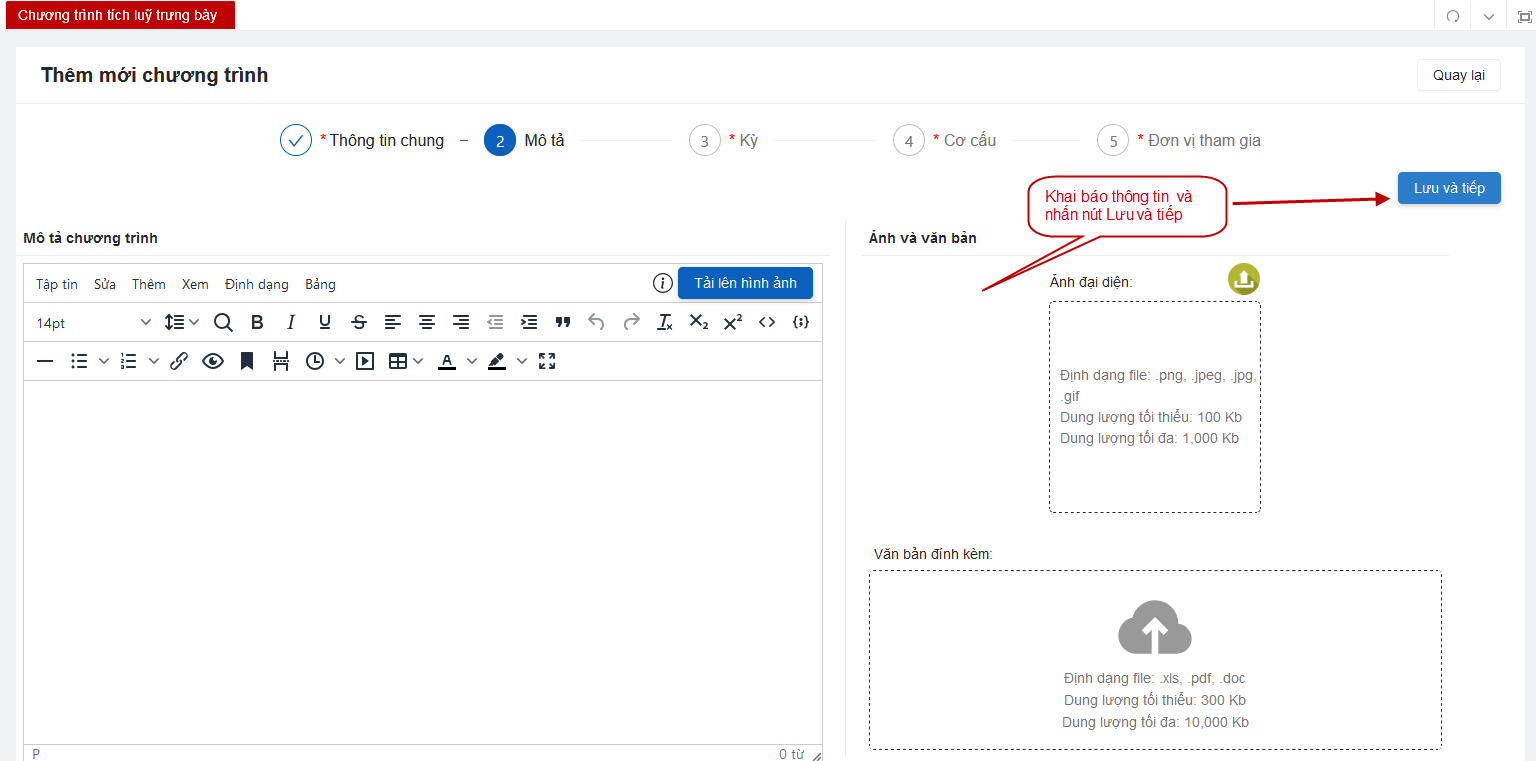 Chương trình tích luỹ trưng bày
Thêm mới chương trình
Quay lại
* Thông tin chung
2 Mô tả
3 * Kỳ
4 * Cơ cấu
5 * Đơn vị tham gia
Lưu và tiếp
Khai báo thông tin và
nhấn nút Lưu và tiếp
Mô tả chương trình
Tập tin Sửa Thêm Xem Định dạng Bảng
Tải lên hình ảnh
14pt
P
0 từ
Ảnh và văn bản
Ảnh đại diện:
Định dạng file: .png, .jpeg, .jpg,
.gif
Dung lượng tối thiểu: 100 Kb
Dung lượng tối đa: 1,000 Kb
Văn bản đính kèm:
Định dạng file: .xls, .pdf, .doc
Dung lượng tối thiểu: 300 Kb
Dung lượng tối đa: 10,000 Kb